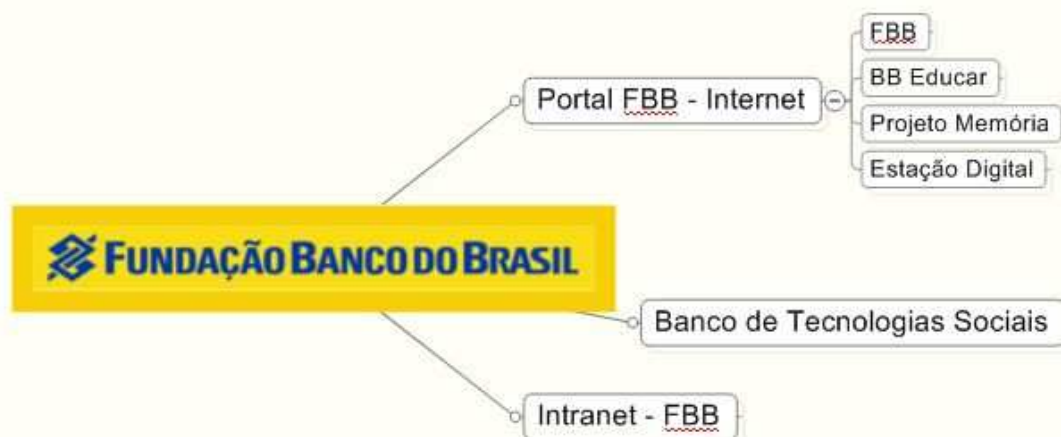 FBB
BB Educar
Portal FBB - Internet
Projeto Memória
Estação Digital
FUNDAÇÃO BANCO DO BRASIL
Banco de Tecnologias Sociais
Intranet - FBB